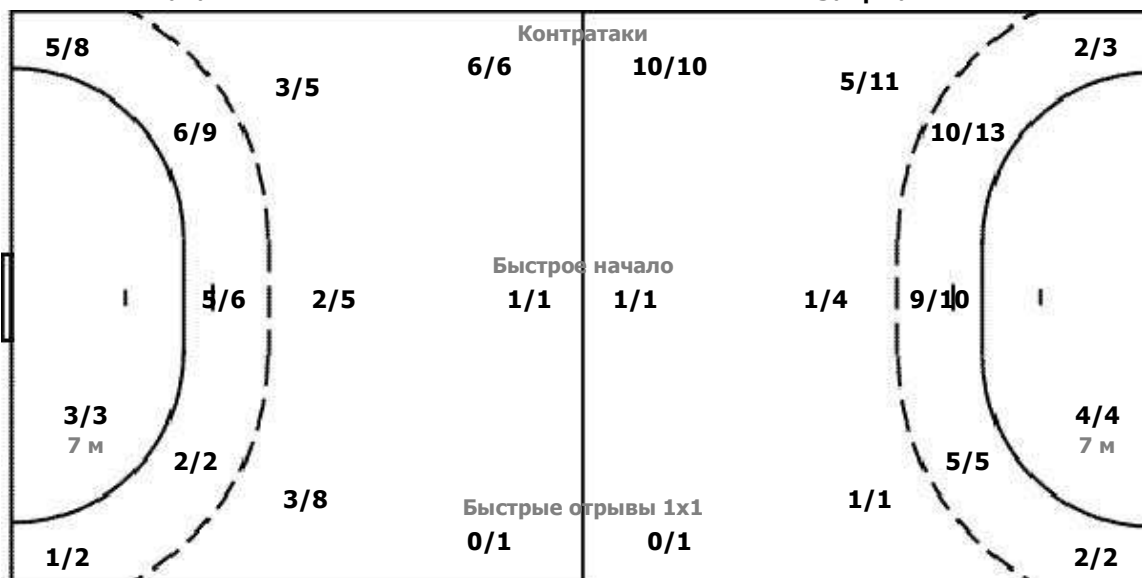 Контратаки
5/8 2/3
6/6 10/10
3/5 5/11
6/9 10/13
Быстрое начало
5/6 2/5 1/1 1/1 1/4 9/10
3/3 4/4
7 м 7 м
2/2 5/5
3/8 1/1
Быстрые отрывы 1x1
0/1 0/1
1/2 2/2